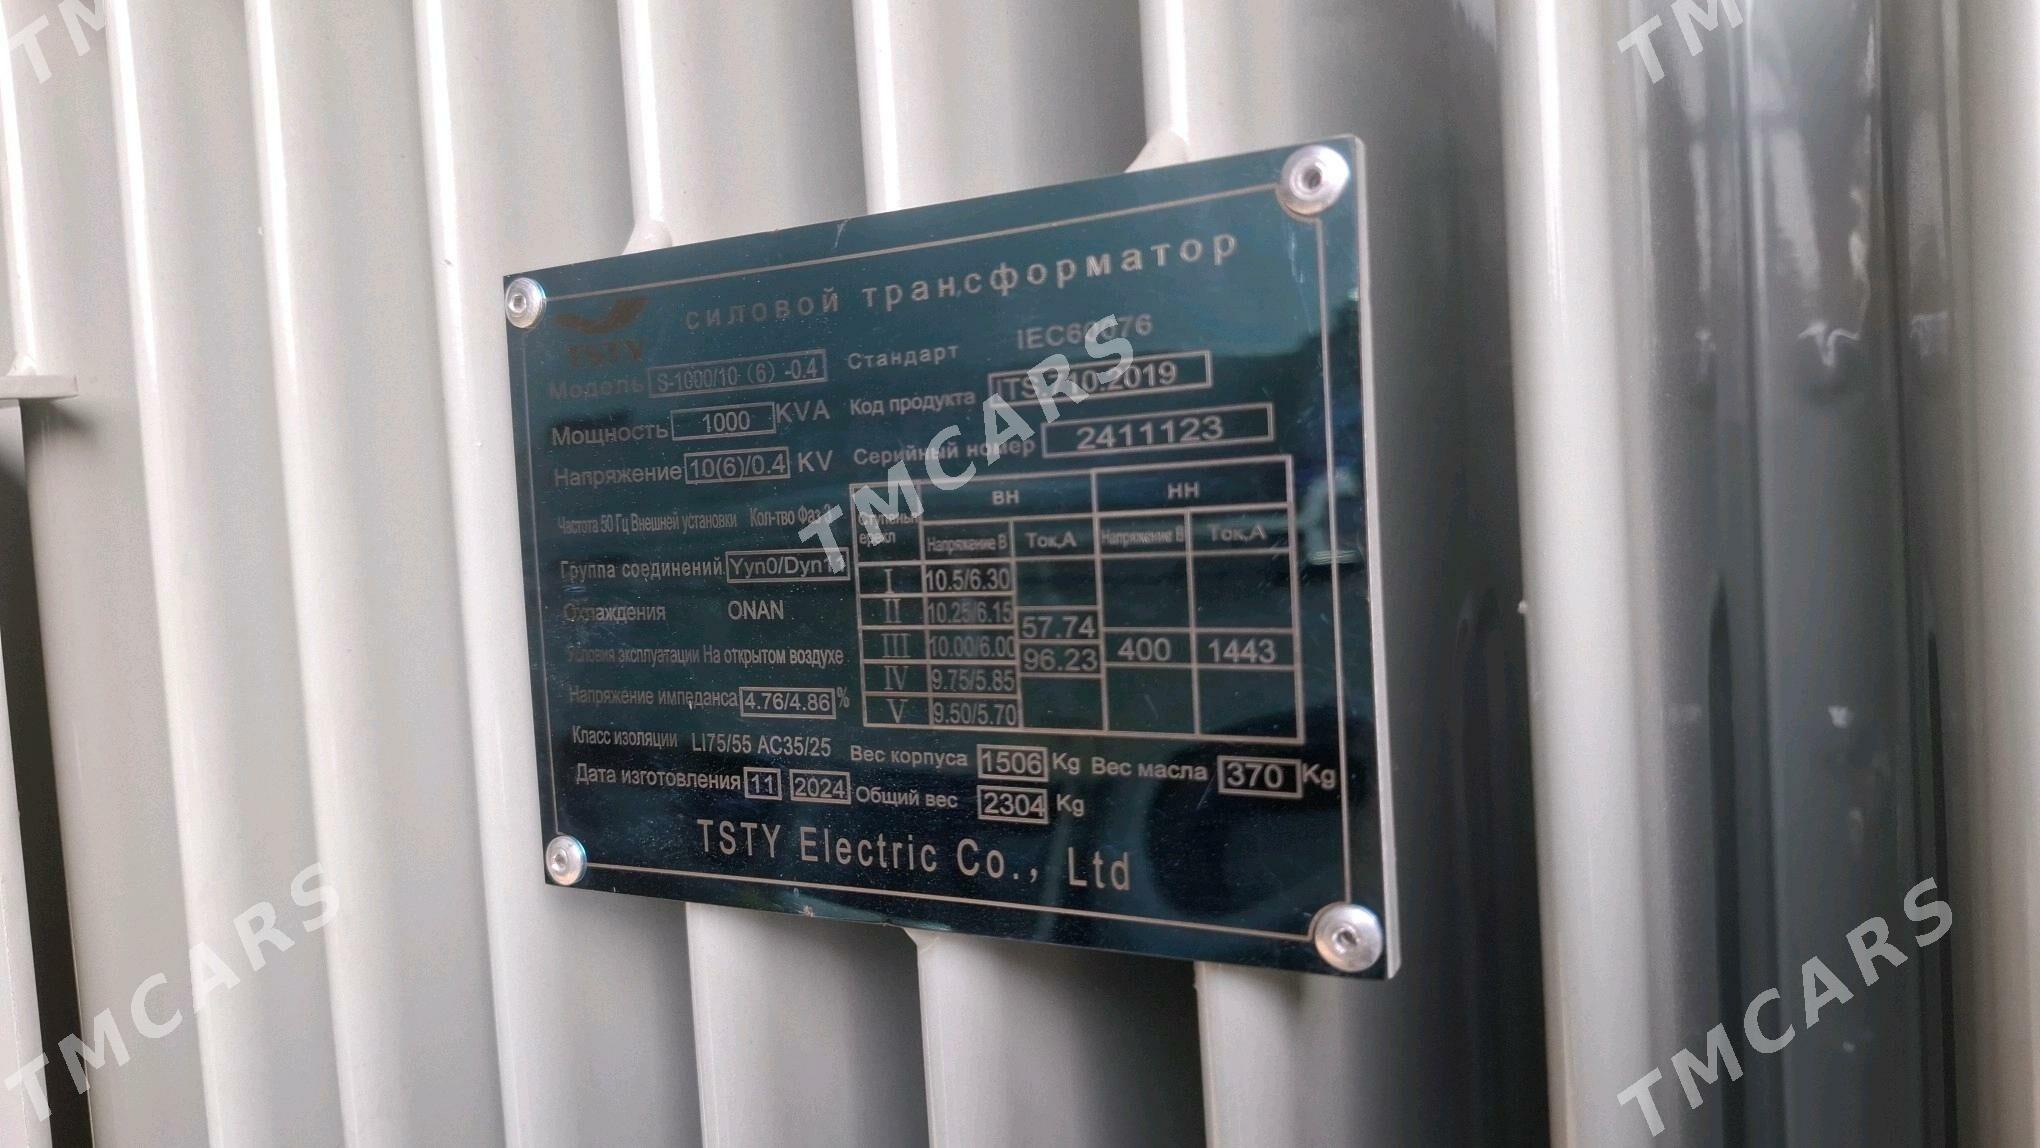 силовой трансформатор
TSTY
Модель S-1000/10-(6)-0.4
Стандарт IEC60076
Мощность 1000 KVA
Код продукта JTS.710.2019
Напряжение 10(6)/0.4 KV
Серийный номер 2411123
Частота 50 Гц Внешней установки Кол-тво Фаз 3
Группа соединений Yyn0/Dyn11
Охлаждения ONAN
Условия эксплуатации На открытом воздухе
Напряжение импеданса 4.76/4.86 %
Класс изоляции LI75/55 AC35/25
Дата изготовления 11 2024
ВН НН
Напряжание В Ток,А Напряжение В Ток,А
I 10.5/6.30
II 10.25/6.15
III 10.00/6.00
IV 9.75/5.85
V 9.50/5.70
57.74
96.23
400 1443
Вес корпуса 1506 Kg Вес масла 370 Kg
Общий вес 2304 Kg
TSTY Electric Co., Ltd
TMCARS
TMCARS
TMCARS